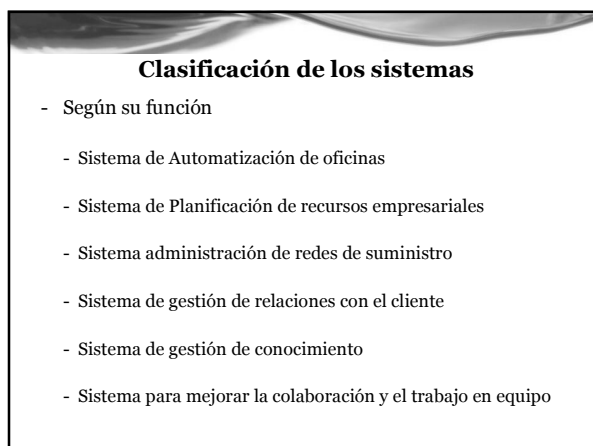 Clasificación de los sistemas
- Según su función
- Sistema de Automatización de oficinas
- Sistema de Planificación de recursos empresariales
- Sistema administración de redes de suministro
- Sistema de gestión de relaciones con el cliente
- Sistema de gestión de conocimiento
- Sistema para mejorar la colaboración y el trabajo en equipo